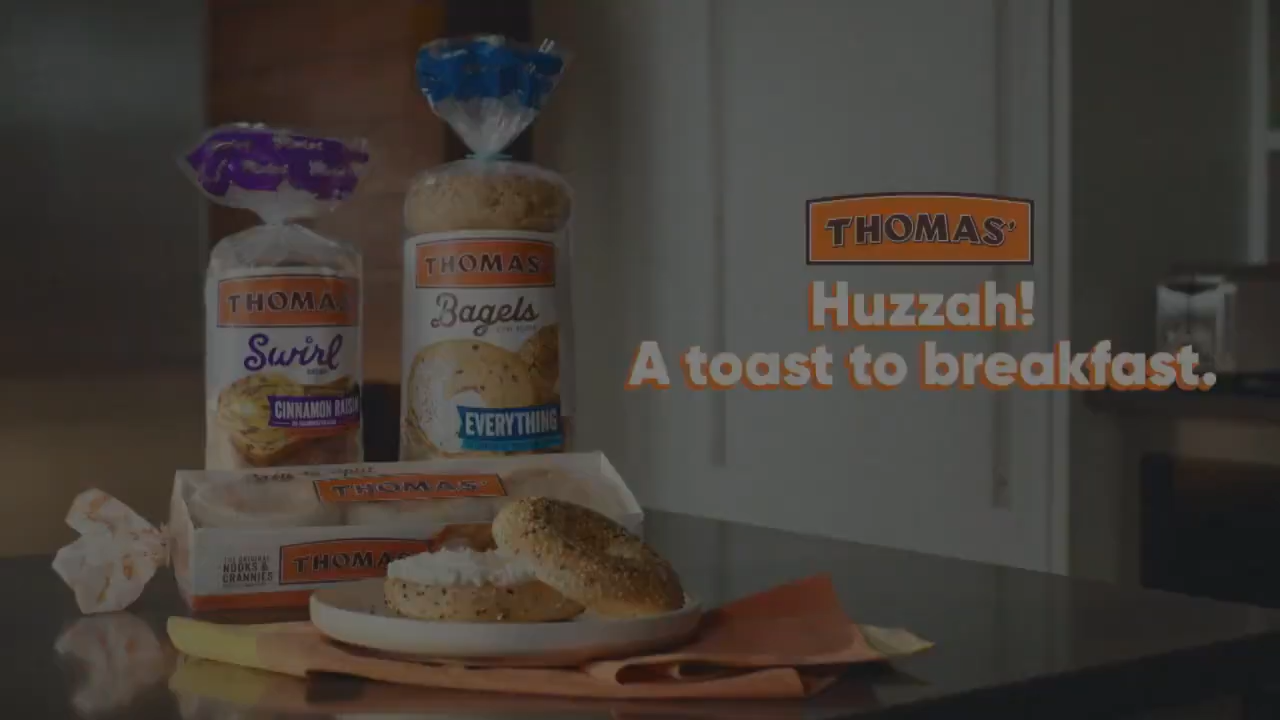 THOMAS'
Huzzah!
A toast to breakfast.
THOMAS
Swirl
CINNAMON RAISIN
THOMAS'
Bagels
EVERYTHING
THOMAS'
THE ORIGINAL
NOOKS &
CRANNIES
THOMAS